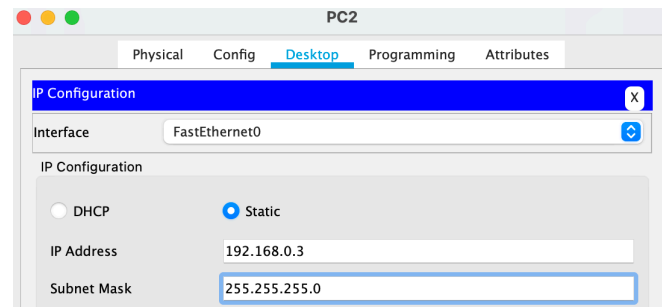 PC2
Physical Config Desktop Programming Attributes
IP Configuration X
Interface FastEthernet0
IP Configuration
DHCP Static
IP Address 192.168.0.3
Subnet Mask 255.255.255.0